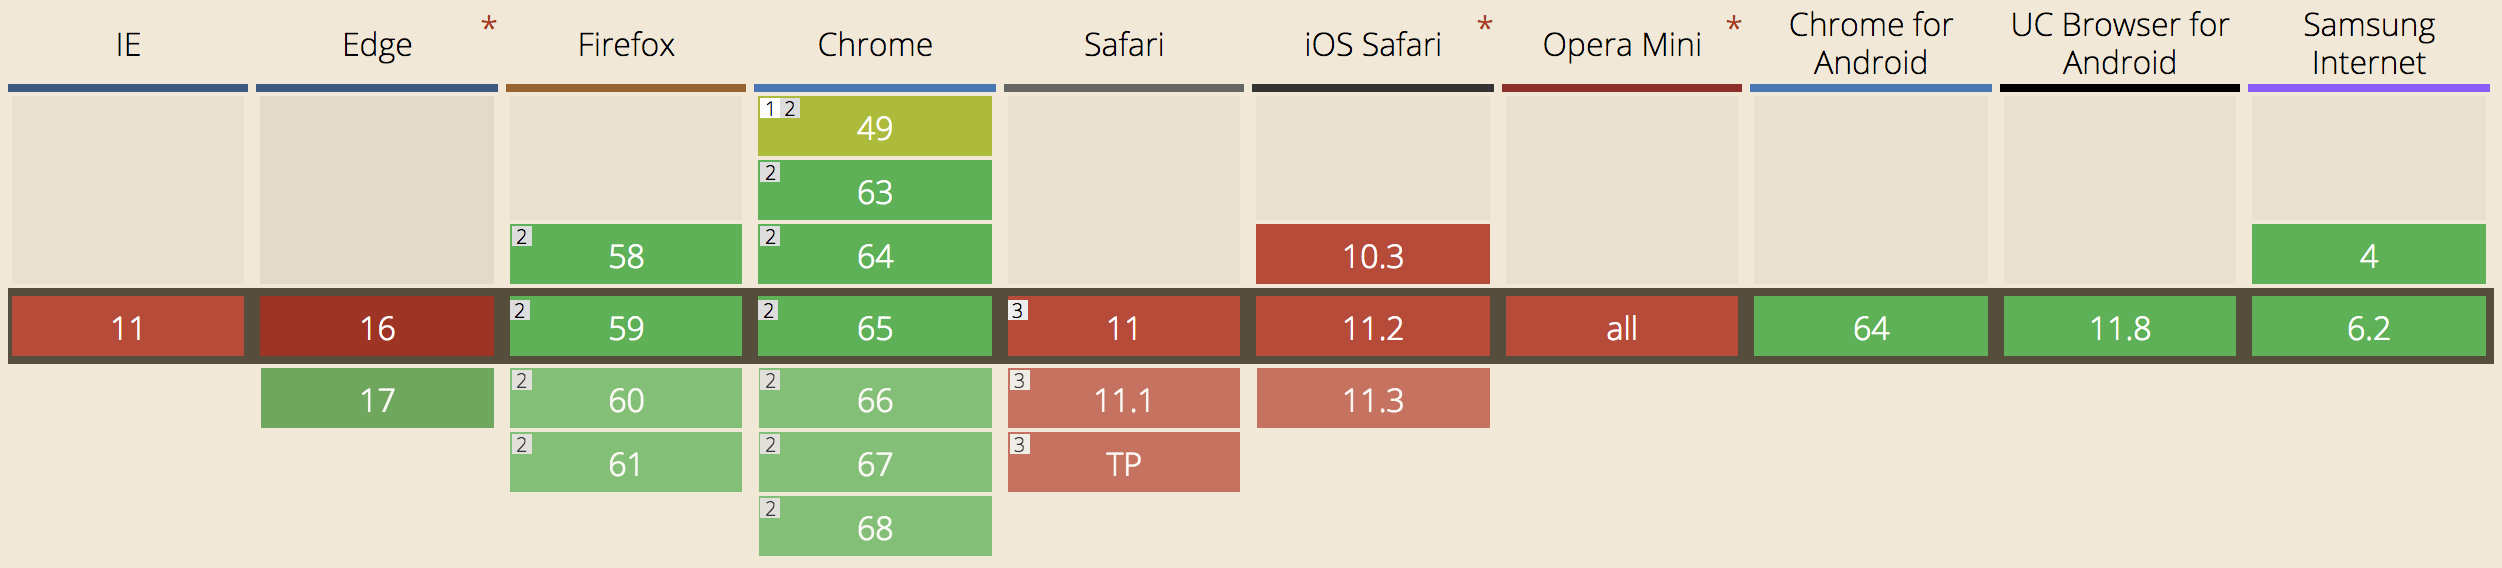 IE
Edge
*
Firefox
Chrome
Safari
iOS Safari
*
Opera Mini
*
Chrome for
Android
UC Browser for
Android
Samsung
Internet
1 2
49
2
63
2
58
2
64
10.3
4
11
16
2
59
2
65
3
11
11.2
all
64
11.8
6.2
17
2
60
2
66
3
11.1
11.3
2
61
2
67
3
TP
2
68